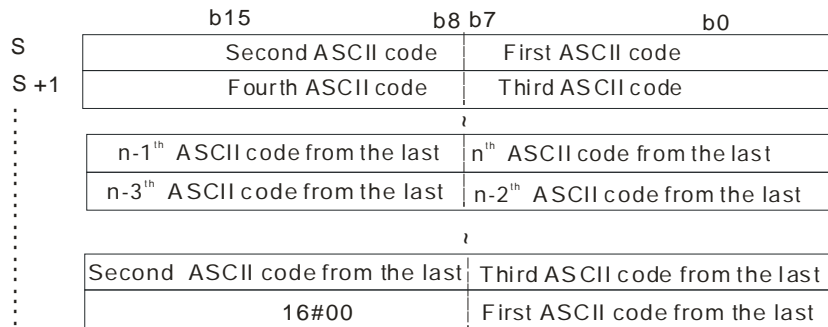 b15 b8 b7 b0
S Second ASCII code First ASCII code
S +1 Fourth ASCII code Third ASCII code
n-1th ASCII code from the last nth ASCII code from the last
n-3th ASCII code from the last n-2th ASCII code from the last
Second ASCII code from the last Third ASCII code from the last
16#00 First ASCII code from the last